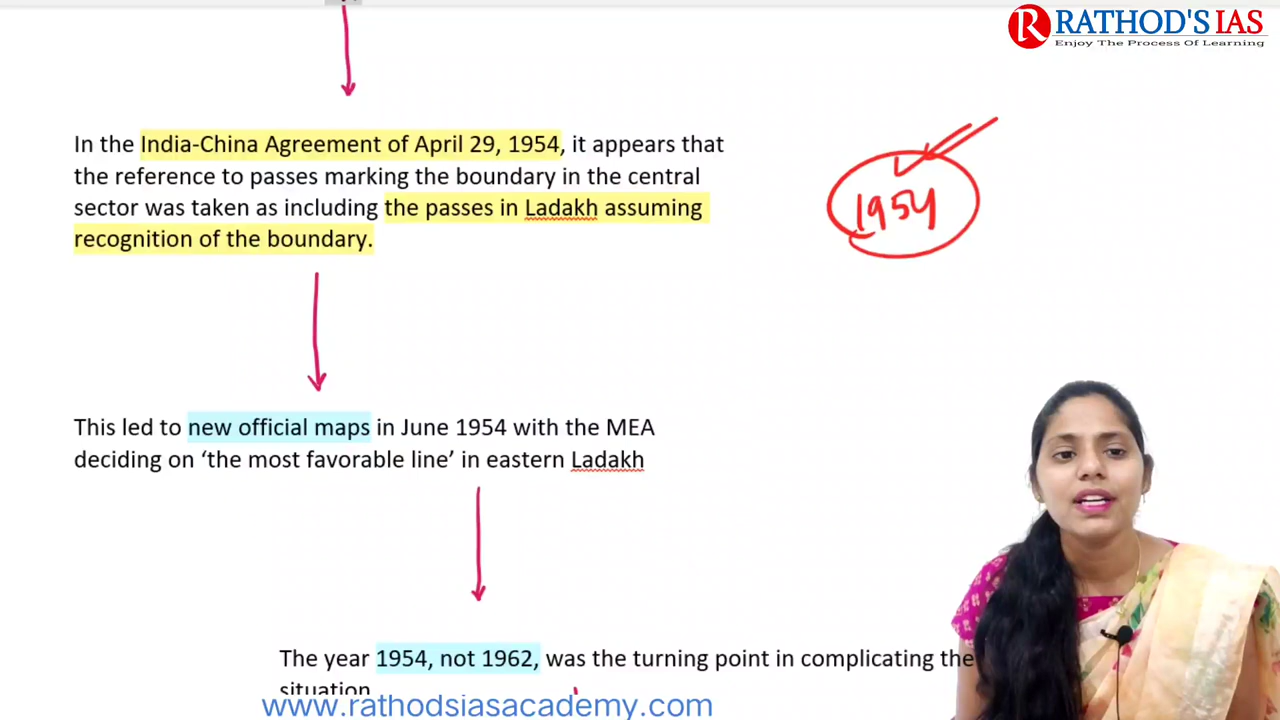 RATHOD'S IAS
Enjoy The Process Of Learning
In the India-China Agreement of April 29, 1954, it appears that
the reference to passes marking the boundary in the central
sector was taken as including the passes in Ladakh assuming
recognition of the boundary.
1954
This led to new official maps in June 1954 with the MEA
deciding on ‘the most favorable line’ in eastern Ladakh
The year 1954, not 1962, was the turning point in complicating the
situation
www.rathodsiasacademy.com